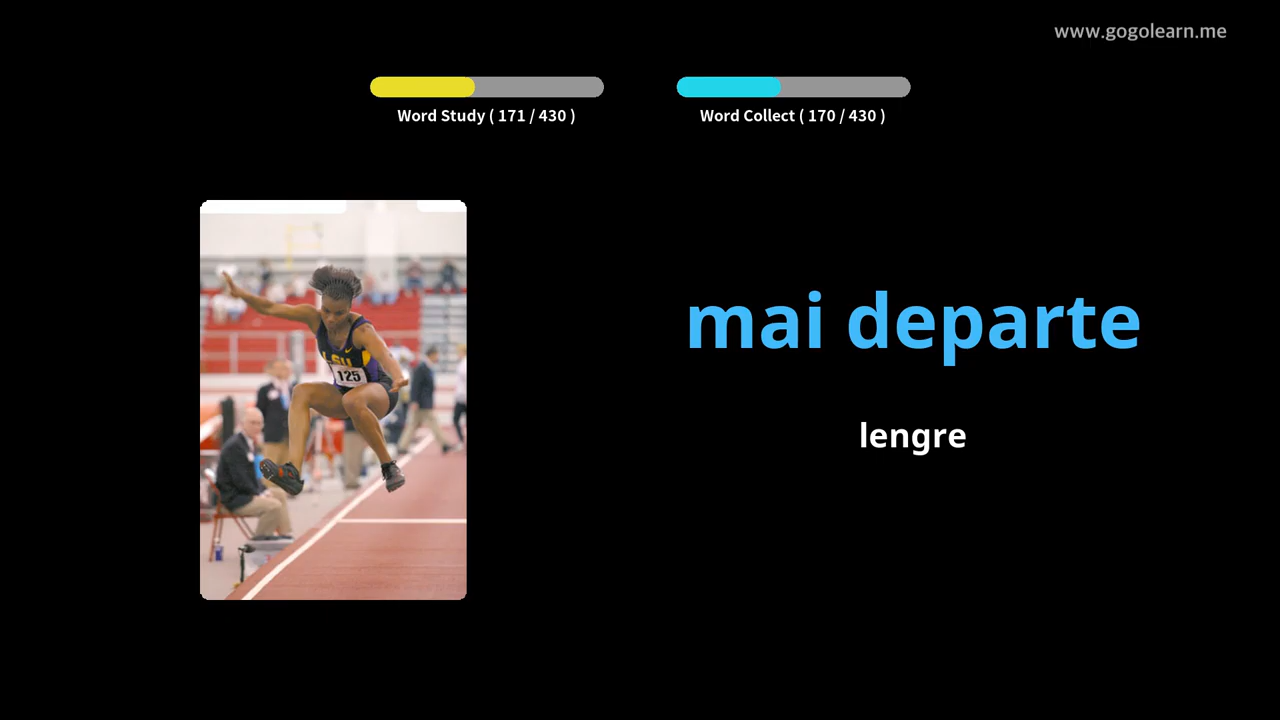 www.gogolearn.me
Word Study ( 171 / 430 )
Word Collect ( 170 / 430 )
LSU
125
mai departe
lengre